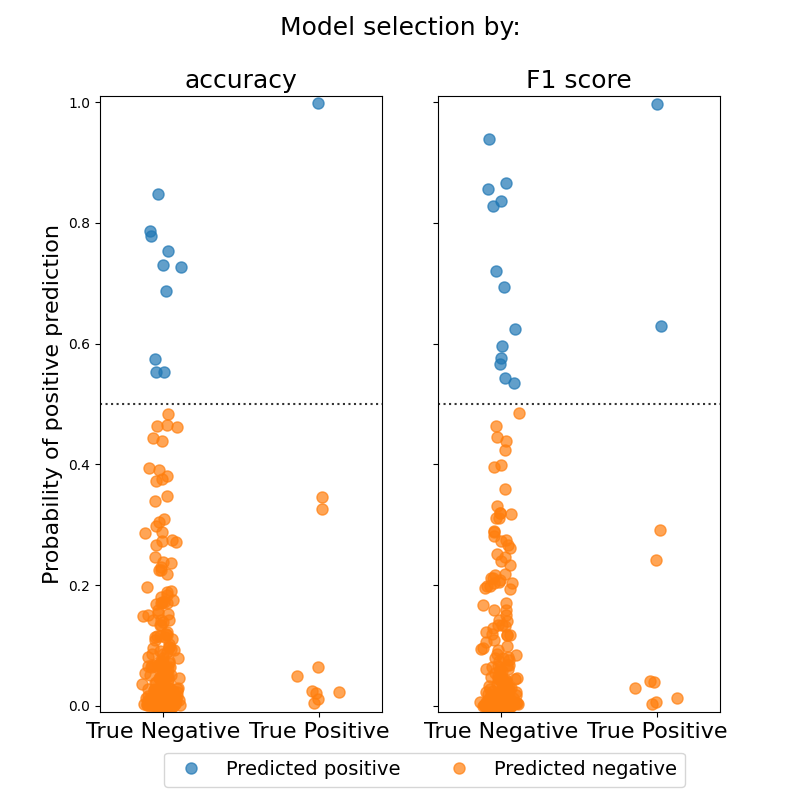 Model selection by:
accuracy
F1 score
Probability of positive prediction
1.0
0.8
0.6
0.4
0.2
0.0
True Negative True Positive
True Negative True Positive
Predicted positive
Predicted negative